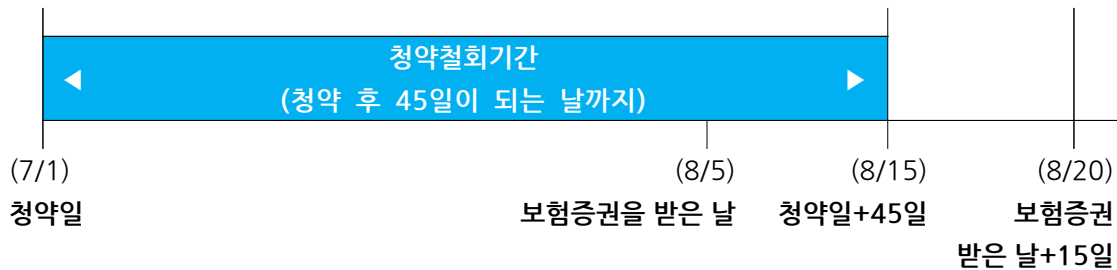 청약철회기간
(청약 후 45일이 되는 날까지)
(7/1) (8/5) (8/15) (8/20)
청약일 보험증권을 받은 날 청약일+45일 보험증권
받은 날+15일